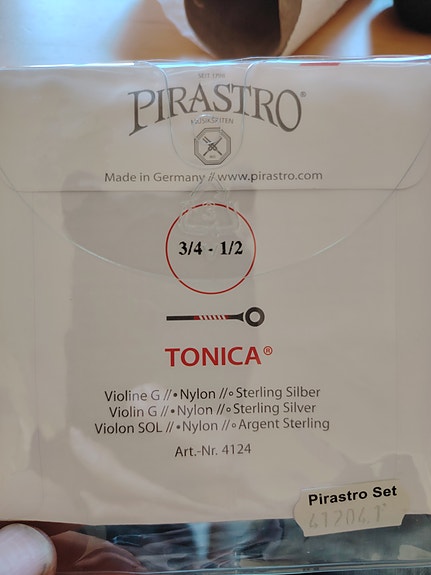 SEIT 1798
PIRASTRO®
MUSIKSAITEN
Made in Germany // www.pirastro.com
3/4 - 1/2
TONICA®
Violine G //•Nylon //∘Sterling Silber
Violin G //•Nylon //∘Sterling Silver
Violon SOL //•Nylon //∘Argent Sterling
Art.-Nr. 4124
Pirastro Set